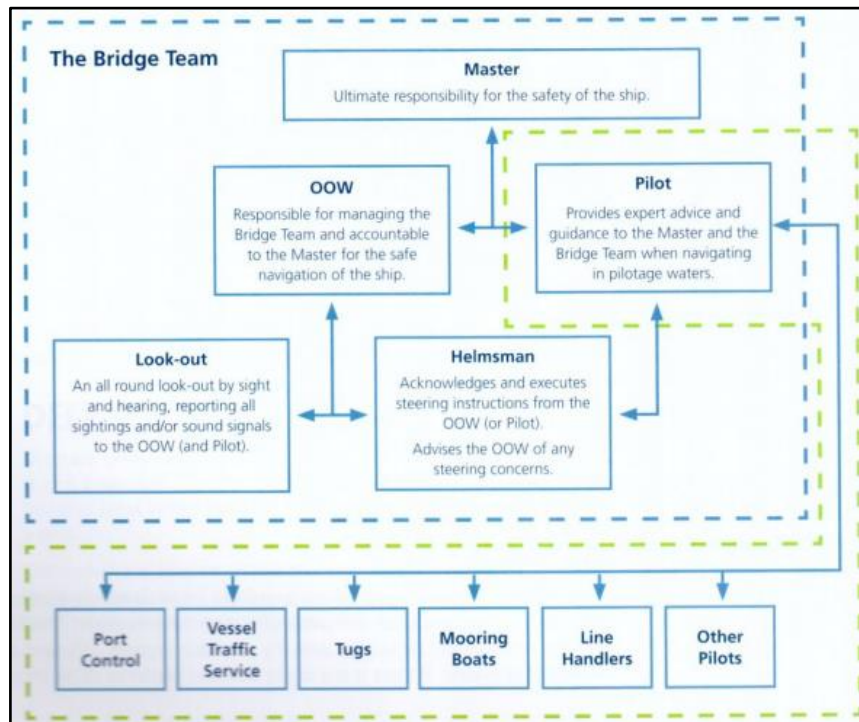 The Bridge Team
Master
Ultimate responsibility for the safety of the ship.
OOW
Responsible for managing the
Bridge Team and accountable
to the Master for the safe
navigation of the ship.
Pilot
Provides expert advice and
guidance to the Master and the
Bridge Team when navigating
in pilotage waters.
Look-out
An all round look-out by sight
and hearing, reporting all
sightings and/or sound signals
to the OOW (and Pilot).
Helmsman
Acknowledges and executes
steering instructions from the
OOW (or Pilot).
Advises the OOW of any
steering concerns.
Port
Control
Vessel
Traffic
Service
Tugs
Mooring
Boats
Line
Handlers
Other
Pilots